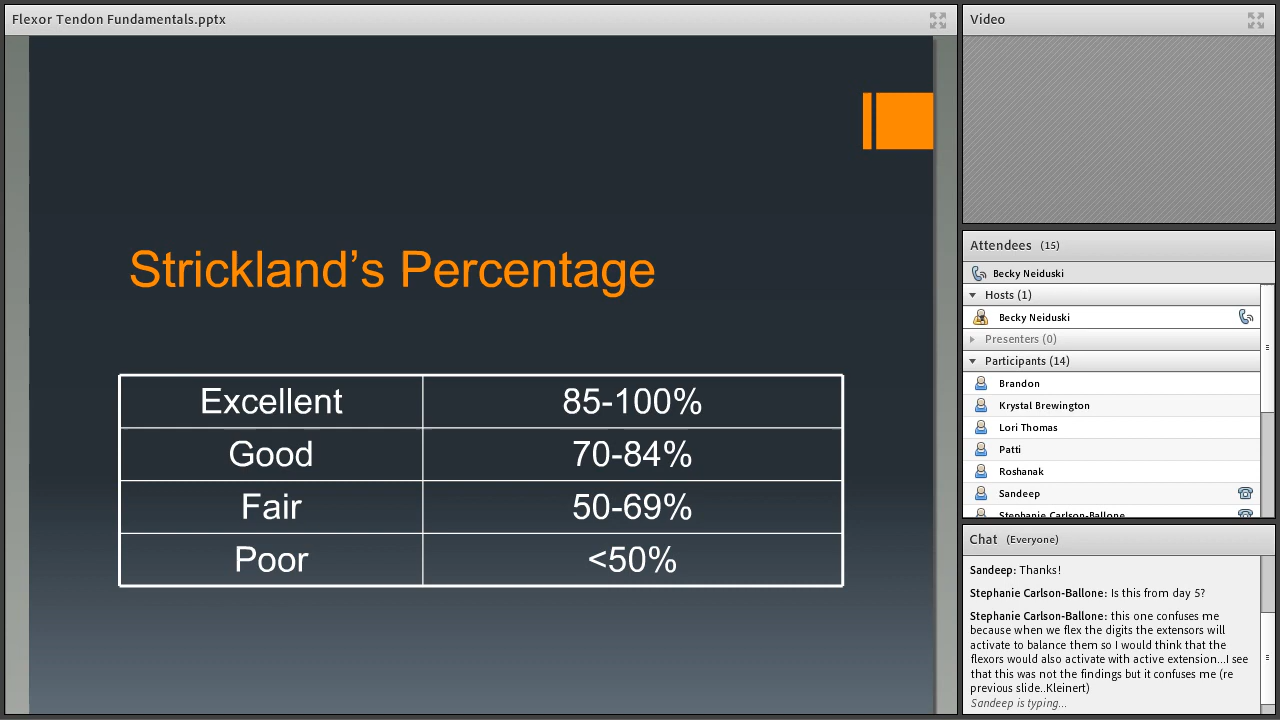 Flexor Tendon Fundamentals.pptx
Strickland's Percentage
Excellent 85-100%
Good 70-84%
Fair 50-69%
Poor <50%
Video
Attendees (15)
Becky Neiduski
Hosts (1)
Becky Neiduski
Presenters (0)
Participants (14)
Brandon
Krystal Brewington
Lori Thomas
Patti
Roshanak
Sandeep
Stephanie Carlson-Ballone
Chat (Everyone)
Sandeep: Thanks!
Stephanie Carlson-Ballone: Is this from day 5?
Stephanie Carlson-Ballone: this one confuses me
because when we flex the digits the extensors will
activate to balance them so I would think that the
flexors would also activate with active extension...I see
that this was not the findings but it confuses me (re
previous slide..Kleinert)
Sandeep is typing...